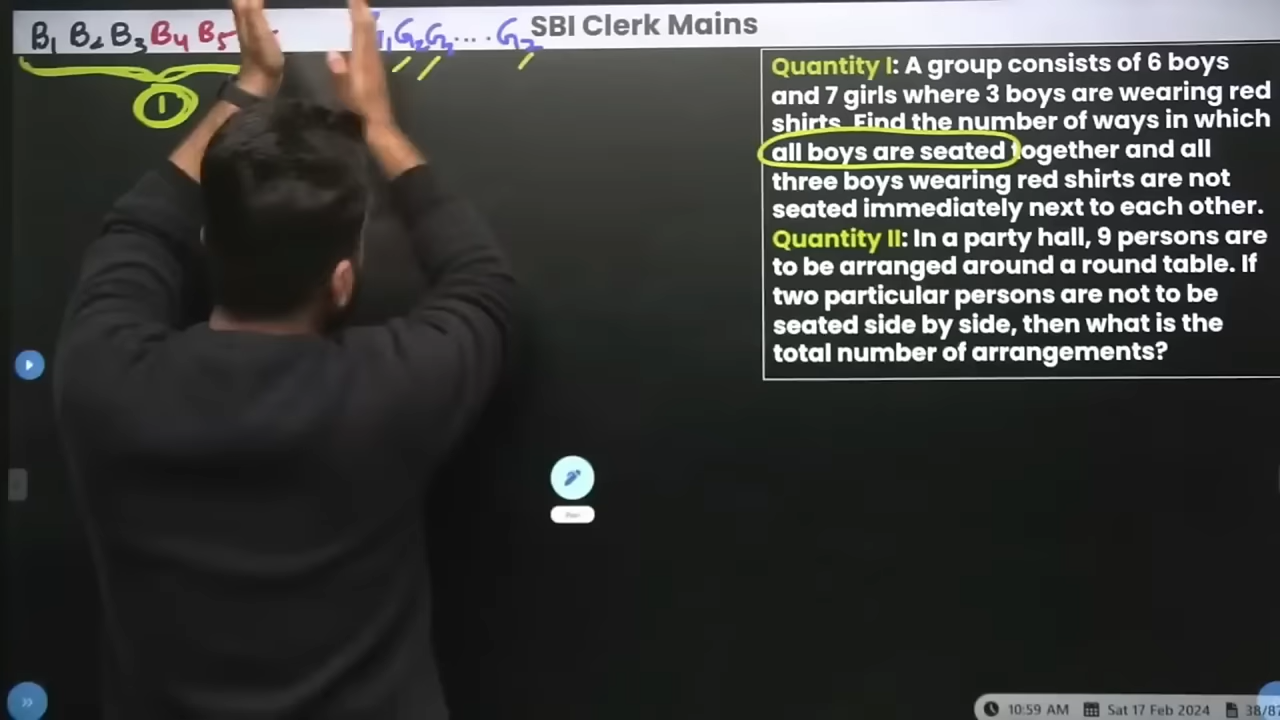 B1 B2 B3 B4 B5
G2 G3 .... G7
SBI Clerk Mains
1
Quantity I: A group consists of 6 boys
and 7 girls where 3 boys are wearing red
shirts. Find the number of ways in which
all boys are seated together and all
three boys wearing red shirts are not
seated immediately next to each other.
Quantity II: In a party hall, 9 persons are
to be arranged around a round table. If
two particular persons are not to be
seated side by side, then what is the
total number of arrangements?
10:59 AM Sat 17 Feb 2024 38/87